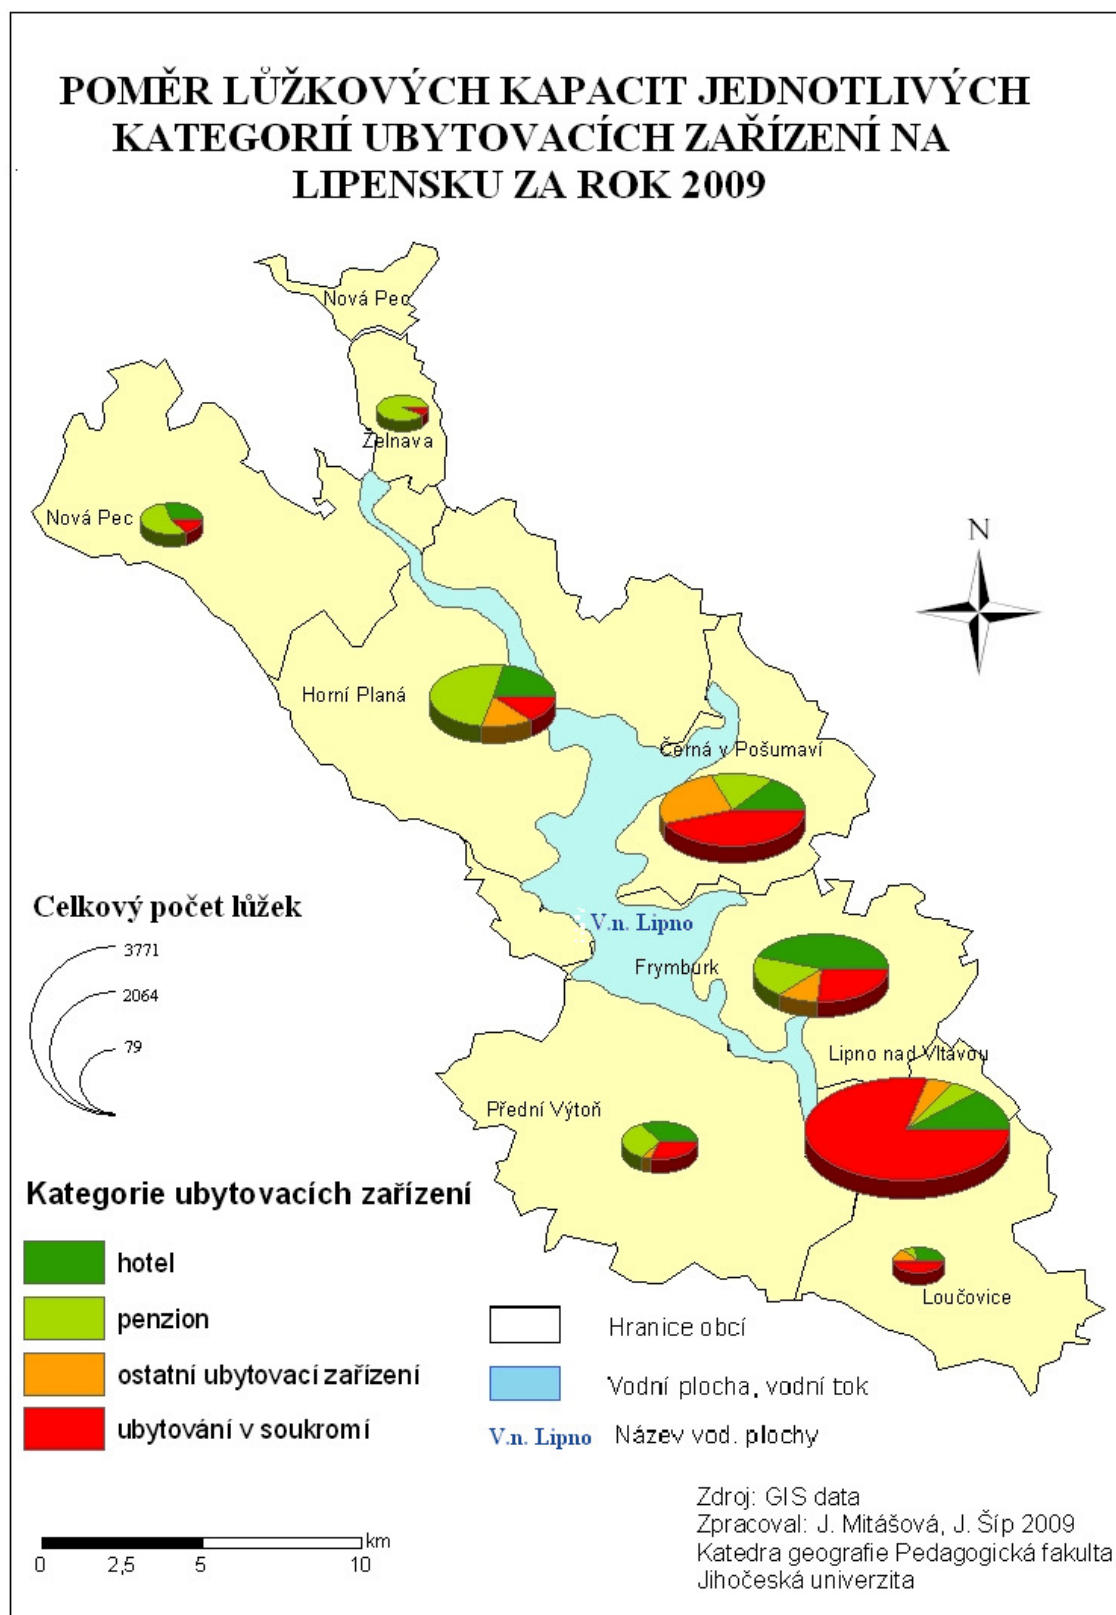 POMĚR LŮŽKOVÝCH KAPACIT JEDNOTLIVÝCH
KATEGORIÍ UBYTOVACÍCH ZAŘÍZENÍ NA
LIPENSKU ZA ROK 2009
Nová Pec
Želnava
Nová Pec
N
Horní Planá
Černá v Pošumaví
Celkový počet lůžek
3771
2064
79
V.n. Lipno
Frymburk
Lipno nad Vltavou
Přední Výtoň
Loučovice
Kategorie ubytovacích zařízení
hotel
penzion
ostatní ubytovací zařízení
ubytování v soukromí
Hranice obcí
Vodní plocha, vodní tok
V.n. Lipno Název vod. plochy
Zdroj: GIS data
Zpracoval: J. Mitášová, J. Šíp 2009
Katedra geografie Pedagogická fakulta
Jihočeská univerzita
km
0 2,5 5 10